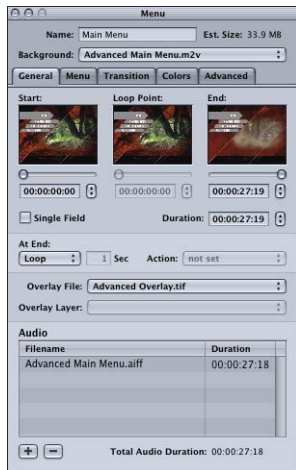 Menu
Name: Main Menu Est. Size: 33.9 MB
Background: Advanced Main Menu.m2v
General Menu Transition Colors Advanced
Start: Loop Point: End:
00:00:00:00 00:00:00:00 00:00:27:19
Single Field Duration: 00:00:27:19
At End:
Loop 1 Sec Action: not set
Overlay File: Advanced Overlay.tif
Overlay Layer:
Audio
Filename Duration
Advanced Main Menu.aiff 00:00:27:18
Total Audio Duration: 00:00:27:18